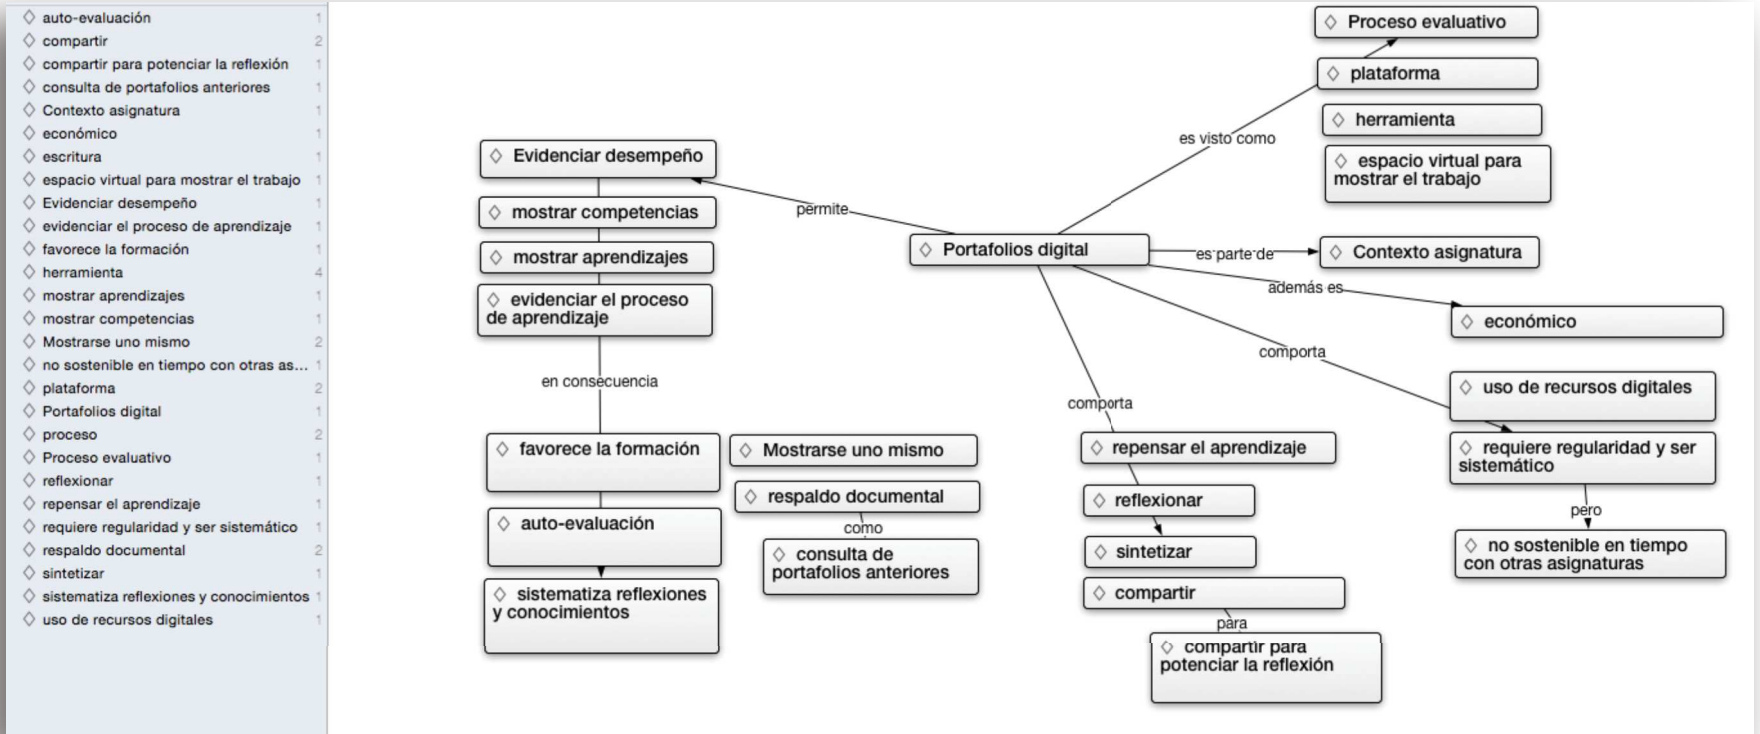 auto-evaluación 1
compartir 2
compartir para potenciar la reflexión 1
consulta de portafolios anteriores 1
Contexto asignatura 1
económico 1
escritura 1
espacio virtual para mostrar el trabajo 1
Evidenciar desempeño 1
evidenciar el proceso de aprendizaje 1
favorece la formación 1
herramienta 4
mostrar aprendizajes 1
mostrar competencias 1
Mostrarse uno mismo 2
no sostenible en tiempo con otras as... 1
plataforma 2
Portafolios digital 1
proceso 2
Proceso evaluativo 1
reflexionar 1
repensar el aprendizaje 1
requiere regularidad y ser sistemático 1
respaldo documental 2
sintetizar 1
sistematiza reflexiones y conocimientos 1
uso de recursos digitales 1
Evidenciar desempeño
mostrar competencias
mostrar aprendizajes
evidenciar el proceso
de aprendizaje
en consecuencia
favorece la formación
auto-evaluación
sistematiza reflexiones
y conocimientos
Mostrarse uno mismo
respaldo documental
como
consulta de
portafolios anteriores
permite
Portafolios digital
es visto como
Proceso evaluativo
plataforma
herramienta
espacio virtual para
mostrar el trabajo
es parte de
Contexto asignatura
además es
económico
comporta
uso de recursos digitales
requiere regularidad y ser
sistemático
pero
no sostenible en tiempo
con otras asignaturas
comporta
repensar el aprendizaje
reflexionar
sintetizar
compartir
para
compartir para
potenciar la reflexión